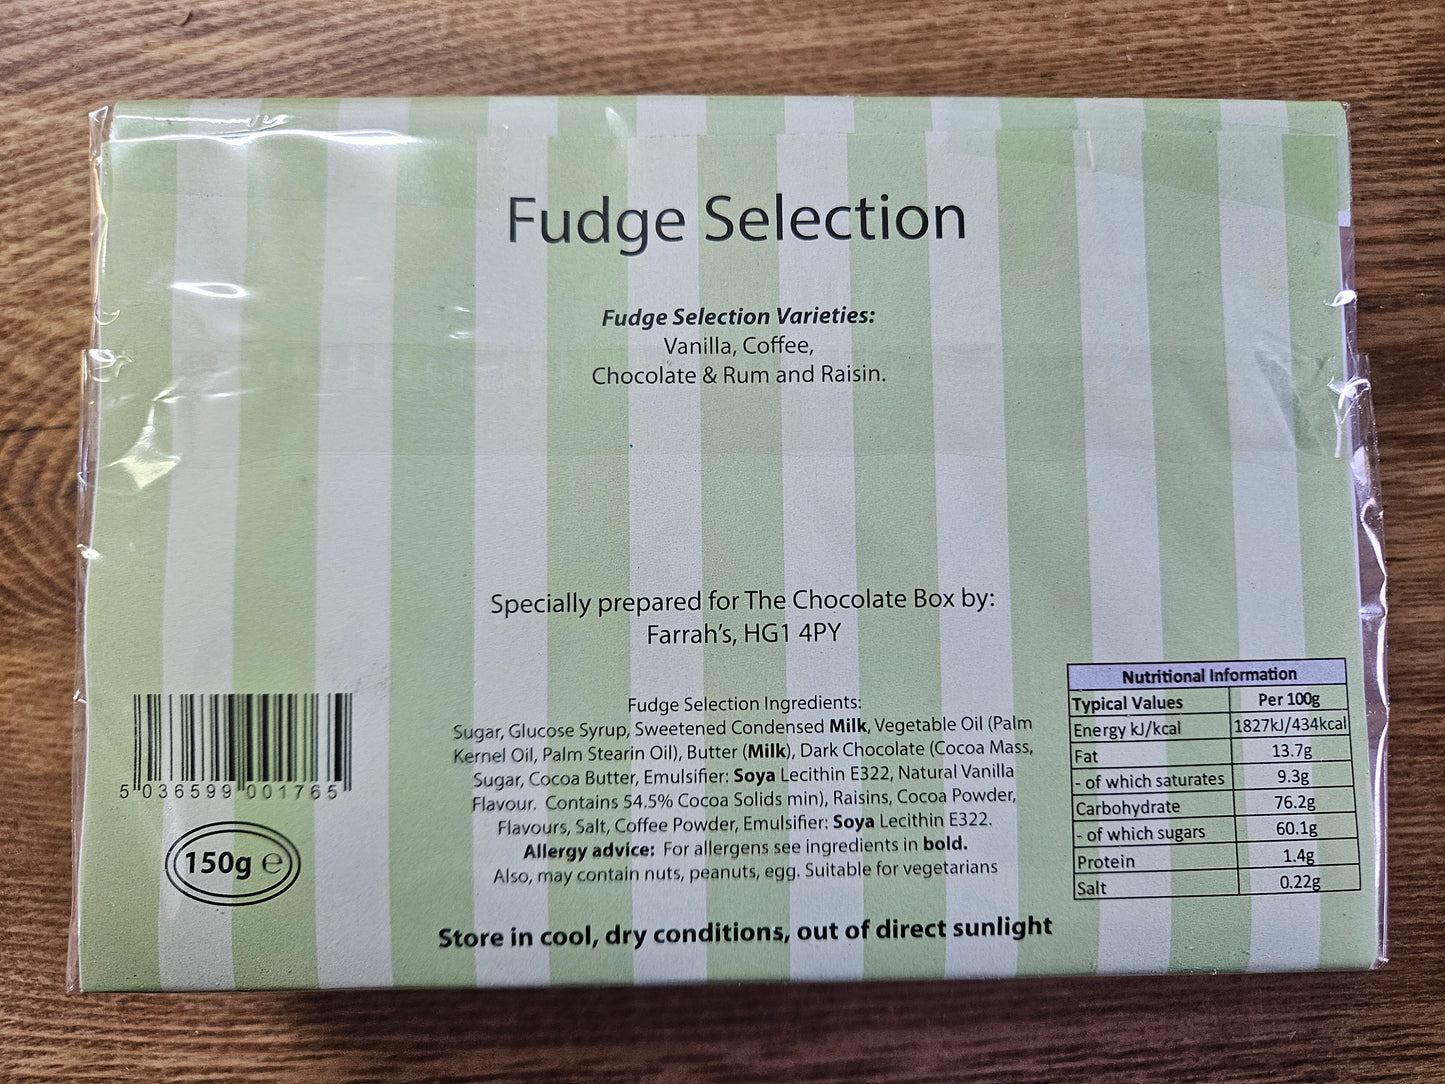 Fudge Selection
Fudge Selection Varieties:
Vanilla, Coffee,
Chocolate & Rum and Raisin.
Specially prepared for The Chocolate Box by:
Farrah's, HG1 4PY
Fudge Selection Ingredients:
Sugar, Glucose Syrup, Sweetened Condensed Milk, Vegetable Oil (Palm
Kernel Oil, Palm Stearin Oil), Butter (Milk), Dark Chocolate (Cocoa Mass,
Sugar, Cocoa Butter, Emulsifier: Soya Lecithin E322, Natural Vanilla
Flavour. Contains 54.5% Cocoa Solids min), Raisins, Cocoa Powder,
Flavours, Salt, Coffee Powder, Emulsifier: Soya Lecithin E322.
Allergy advice: For allergens see ingredients in bold.
Also, may contain nuts, peanuts, egg. Suitable for vegetarians
Store in cool, dry conditions, out of direct sunlight
5 036599 001765
150g e
Nutritional Information
Typical Values Per 100g
Energy kJ/kcal 1827kJ/434kcal
Fat 13.7g
- of which saturates 9.3g
Carbohydrate 76.2g
- of which sugars 60.1g
Protein 1.4g
Salt 0.22g